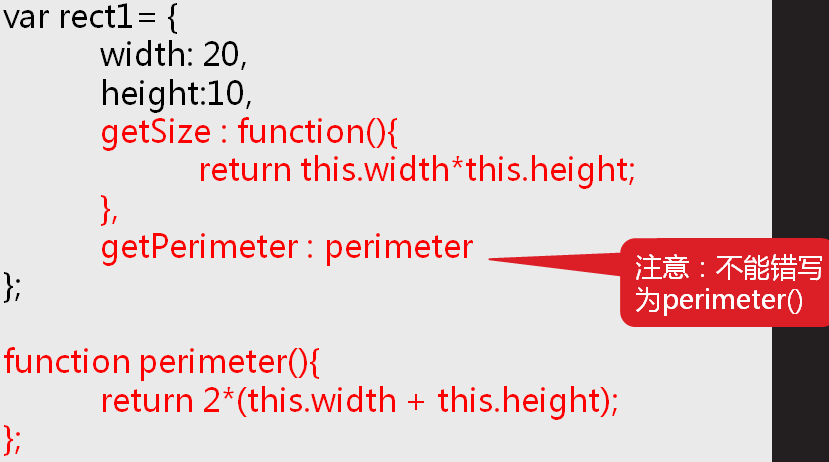 var rect1= {
width: 20,
height:10,
getSize : function(){
return this.width*this.height;
},
getPerimeter : perimeter
注意：不能错写
为perimeter()
};
function perimeter(){
return 2*(this.width + this.height);
};